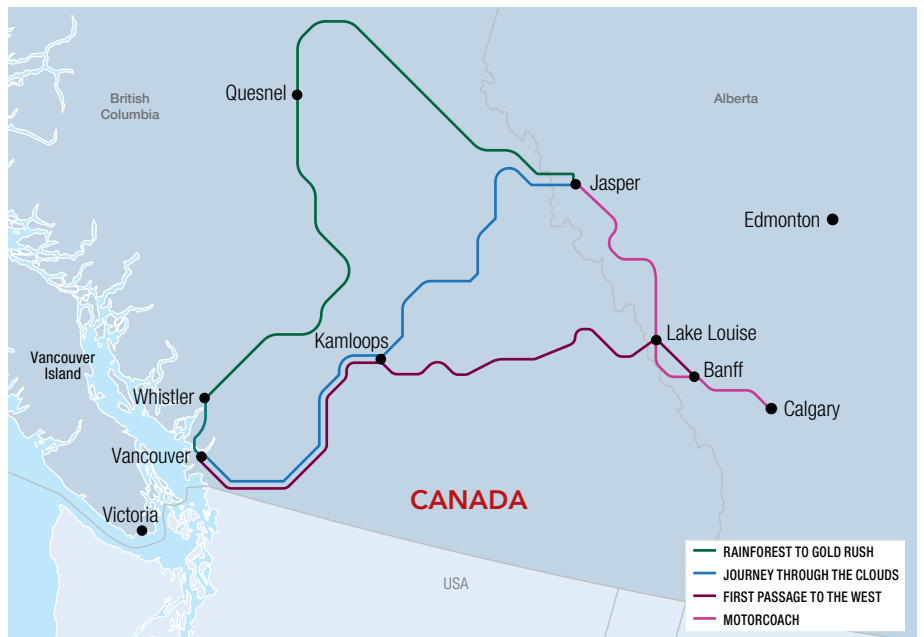 British
Columbia
Quesnel
Alberta
Jasper
Edmonton
Vancouver
Island
Kamloops
Lake Louise
Banff
Whistler
Calgary
Vancouver
CANADA
Victoria
USA
RAINFOREST TO GOLD RUSH
JOURNEY THROUGH THE CLOUDS
FIRST PASSAGE TO THE WEST
MOTORCOACH